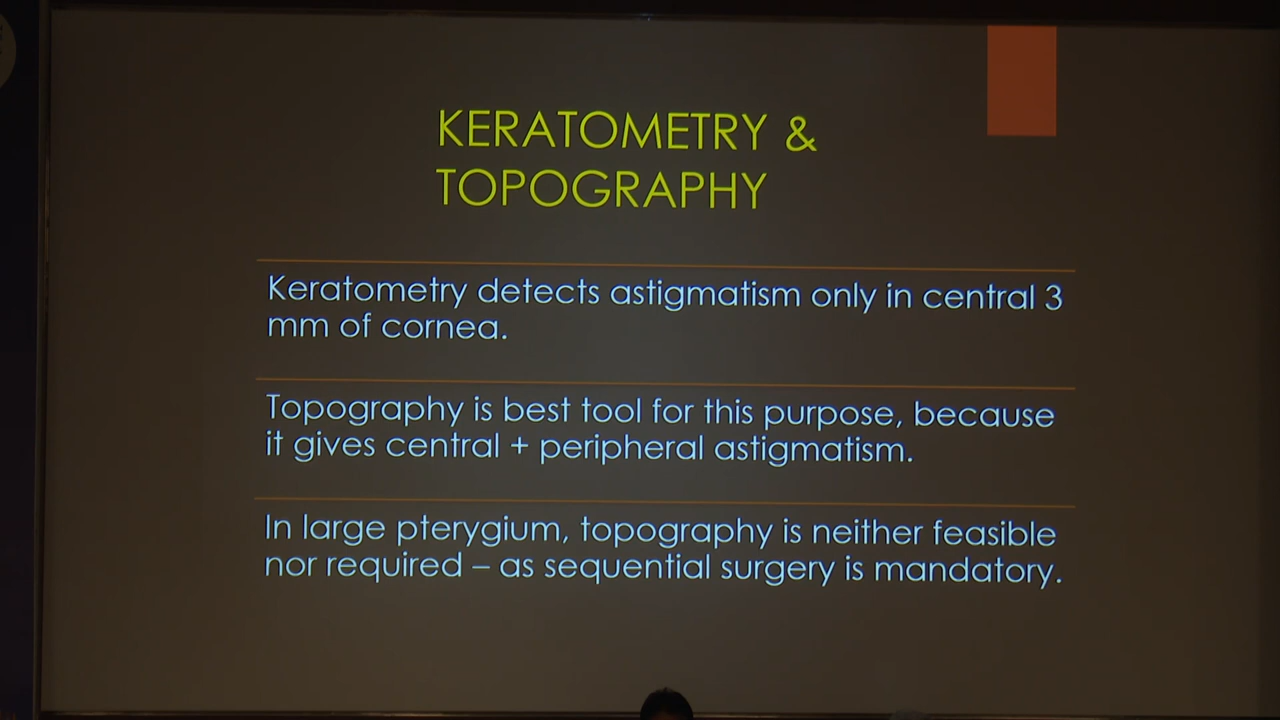 KERATOMETRY &
TOPOGRAPHY
Keratometry detects astigmatism only in central 3
mm of cornea.
Topography is best tool for this purpose, because
it gives central + peripheral astigmatism.
In large pterygium, topography is neither feasible
nor required – as sequential surgery is mandatory.